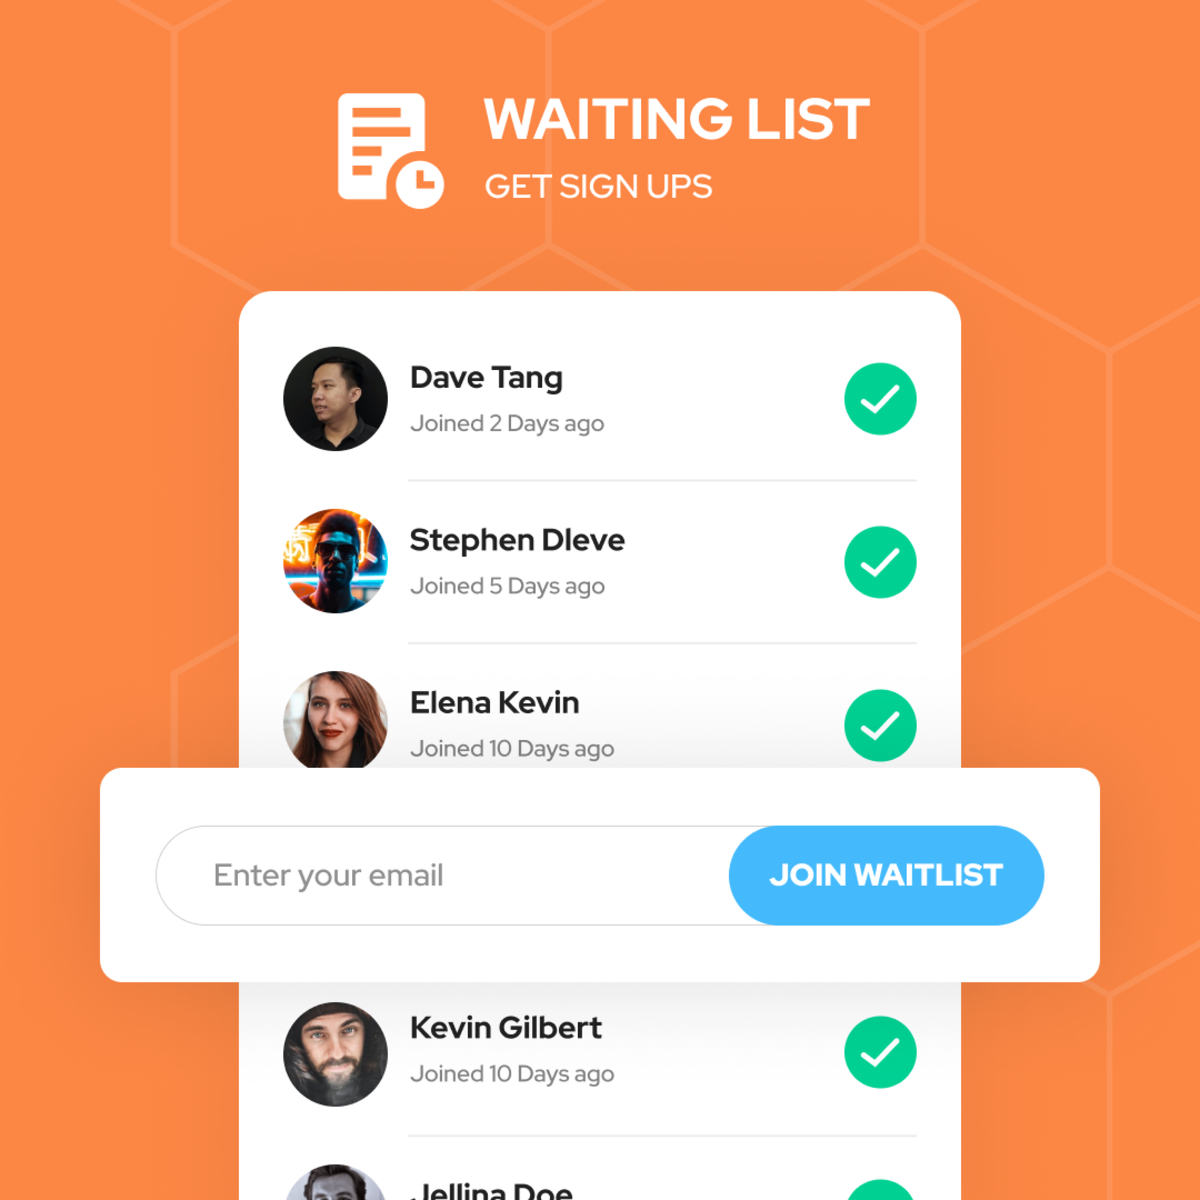 WAITING LIST
GET SIGN UPS
Dave Tang
Joined 2 Days ago
Stephen Dleve
Joined 5 Days ago
Elena Kevin
Joined 10 Days ago
Enter your email
JOIN WAITLIST
Kevin Gilbert
Joined 10 Days ago
Jellina Doe